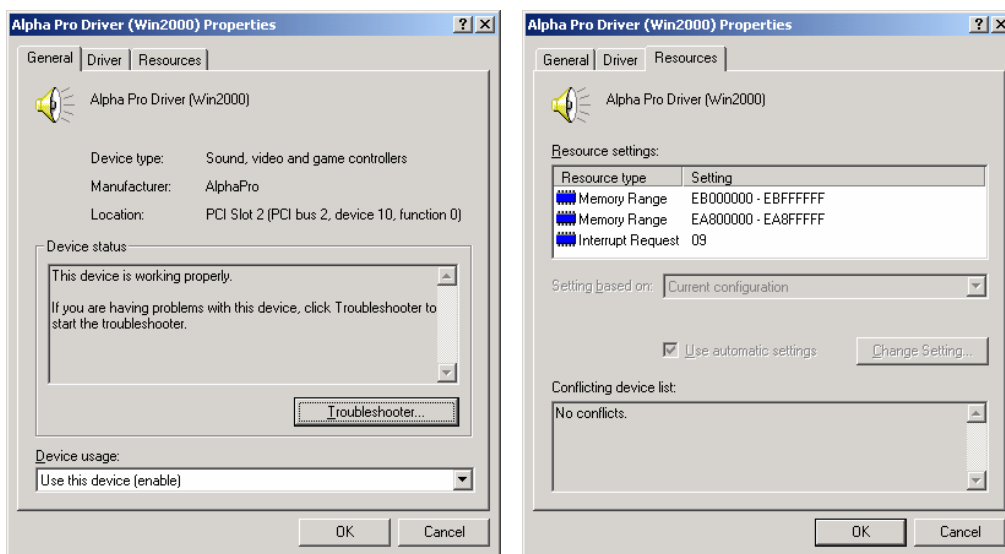 Alpha Pro Driver (Win2000) Properties
General Driver Resources
Alpha Pro Driver (Win2000)
Device type: Sound, video and game controllers
Manufacturer: AlphaPro
Location: PCI Slot 2 (PCI bus 2, device 10, function 0)
Device status
This device is working properly.
If you are having problems with this device, click Troubleshooter to
start the troubleshooter.
Troubleshooter...
Device usage:
Use this device (enable)
OK Cancel
Alpha Pro Driver (Win2000) Properties
General Driver Resources
Alpha Pro Driver (Win2000)
Resource settings:
Resource type Setting
Memory Range EB000000 - EBFFFFFF
Memory Range EA800000 - EA8FFFFF
Interrupt Request 09
Setting based on: Current configuration
Use automatic settings Change Setting...
Conflicting device list:
No conflicts.
OK Cancel